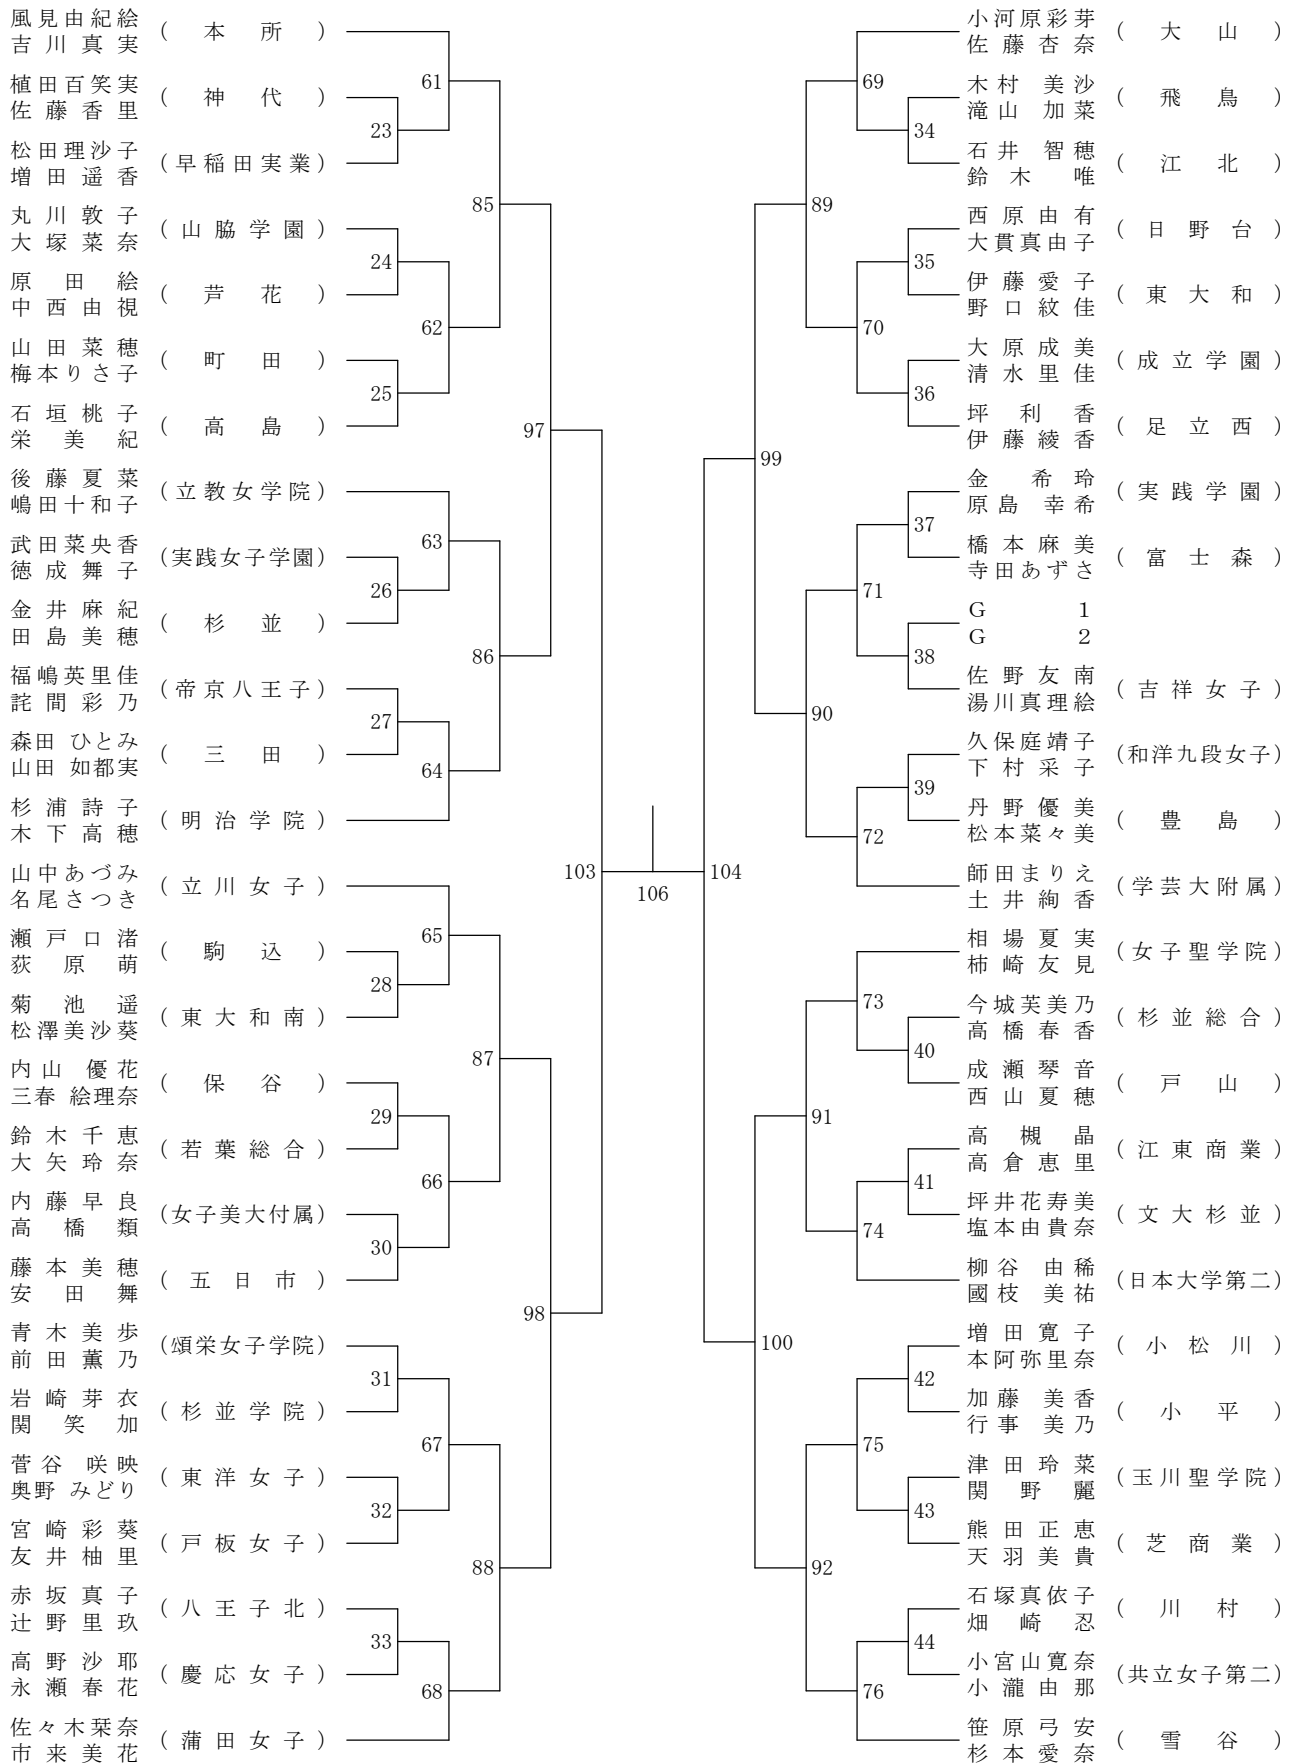 風見由紀絵
吉川真実
(本所)
植田百笑実
佐藤香里
(神代)
松田理沙子
増田遥香
(早稲田実業)
丸川敦子
大塚菜奈
(山脇学園)
原田絵
中西由視
(芦花)
山田菜穂
梅本りさ子
(町田)
石垣桃子
栄美紀
(高島)
後藤夏菜
嶋田十和子
(立教女学院)
武田菜央香
徳成舞子
(実践女子学園)
金井麻紀
田島美穂
(杉並)
福嶋英里佳
詫間彩乃
(帝京八王子)
森田 ひとみ
山田 如都実
(三田)
杉浦詩子
木下高穂
(明治学院)
山中あづみ
名尾さつき
(立川女子)
瀬戸口渚
荻原萌
(駒込)
菊池遥
松澤美沙葵
(東大和南)
内山 優花
三春 絵理奈
(保谷)
鈴木千恵
大矢玲奈
(若葉総合)
内藤早良
高橋類
(女子美大付属)
藤本美穂
安田舞
(五日市)
青木美歩
前田薫乃
(頌栄女子学院)
岩崎芽衣
関笑加
(杉並学院)
菅谷 咲映
奥野 みどり
(東洋女子)
宮崎彩葵
友井柚里
(戸板女子)
赤坂真子
辻野里玖
(八王子北)
高野沙耶
永瀬春花
(慶応女子)
佐々木栞奈
市来美花
(蒲田女子)
61
23
85
24
62
25
97
63
26
86
27
64
103
65
28
87
29
66
30
98
31
67
32
88
33
68
106
104
69
34
89
35
70
36
99
37
71
38
90
39
72
73
40
91
41
74
100
42
75
43
92
44
76
小河原彩芽
佐藤杏奈
(大山)
木村 美沙
滝山 加菜
(飛鳥)
石井 智穂
鈴木 唯
(江北)
西原由有
大貫真由子
(日野台)
伊藤愛子
野口紋佳
(東大和)
大原成美
清水里佳
(成立学園)
坪利香
伊藤綾香
(足立西)
金 希玲
原島 幸希
(実践学園)
橋本麻美
寺田あずさ
(富士森)
G 1
G 2
佐野友南
湯川真理絵
(吉祥女子)
久保庭靖子
下村采子
(和洋九段女子)
丹野優美
松本菜々美
(豊島)
師田まりえ
土井絢香
(学芸大附属)
相場夏実
柿崎友見
(女子聖学院)
今城芙美乃
高橋春香
(杉並総合)
成瀬琴音
西山夏穂
(戸山)
高槻晶
高倉恵里
(江東商業)
坪井花寿美
塩本由貴奈
(文大杉並)
柳谷 由稀
國枝 美祐
(日本大学第二)
増田寛子
本阿弥里奈
(小松川)
加藤 美香
行事 美乃
(小平)
津田玲菜
関野麗
(玉川聖学院)
熊田正恵
天羽美貴
(芝商業)
石塚真依子
畑崎忍
(川村)
小宮山寛奈
小瀧由那
(共立女子第二)
笹原弓安
杉本愛奈
(雪谷)